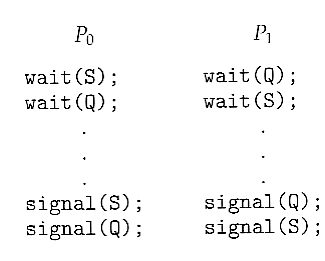 P0 P1
wait(S); wait(Q);
wait(Q); wait(S);
. .
. .
. .
signal(S); signal(Q);
signal(Q); signal(S);